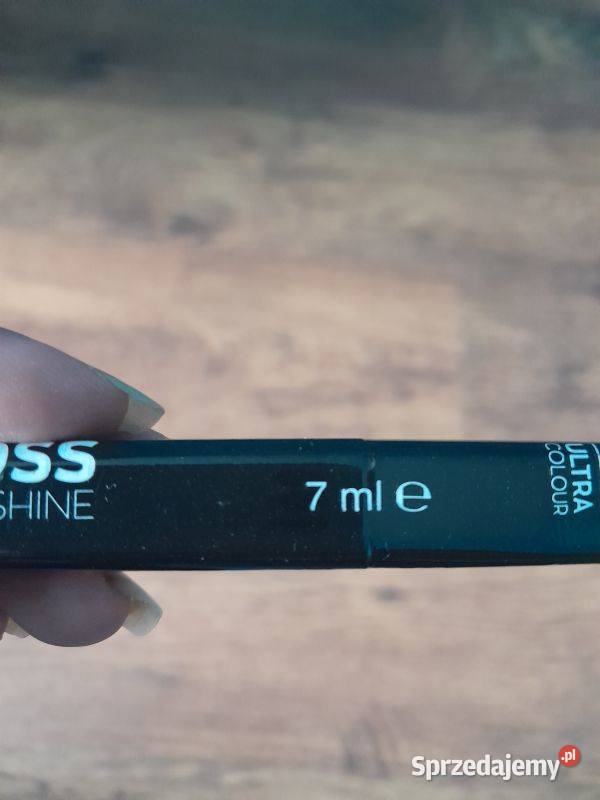 OSS
SHINE
7 ml ℮
ULTRA
COLOUR
Sprzedajemy.pl